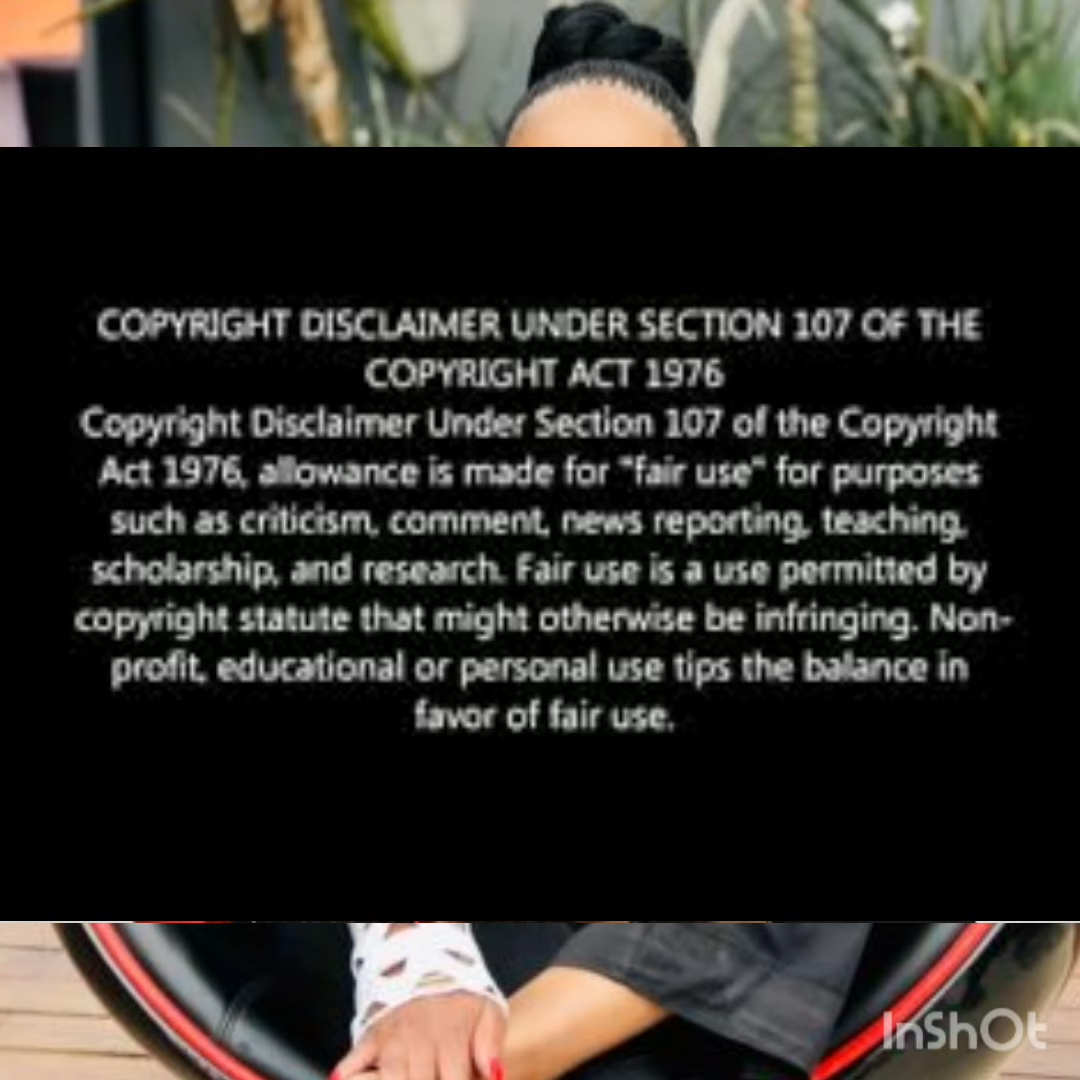 COPYRIGHT DISCLAIMER UNDER SECTION 107 OF THE
COPYRIGHT ACT 1976
Copyright Disclaimer Under Section 107 of the Copyright
Act 1976, allowance is made for "fair use" for purposes
such as criticism, comment, news reporting, teaching,
scholarship, and research. Fair use is a use permitted by
copyright statute that might otherwise be infringing. Non-
profit, educational or personal use tips the balance in
favor of fair use.
InShOt